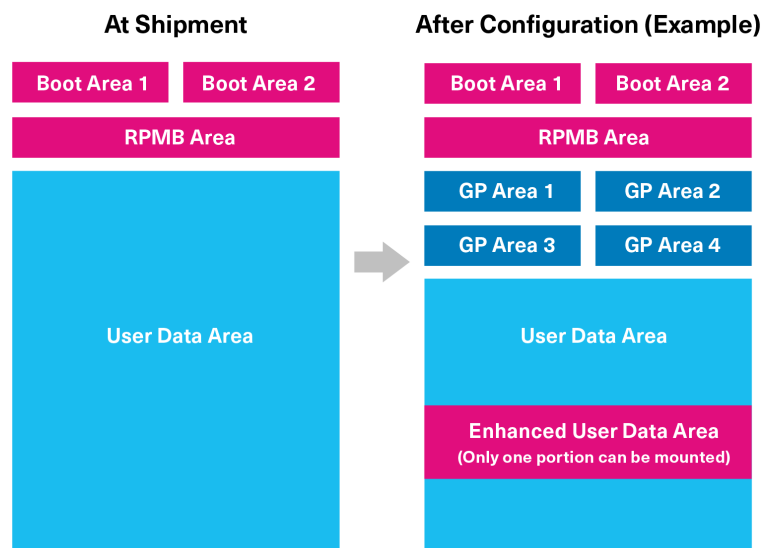 At Shipment
Boot Area 1
Boot Area 2
RPMB Area
User Data Area
After Configuration (Example)
Boot Area 1
Boot Area 2
RPMB Area
GP Area 1
GP Area 2
GP Area 3
GP Area 4
User Data Area
Enhanced User Data Area
(Only one portion can be mounted)